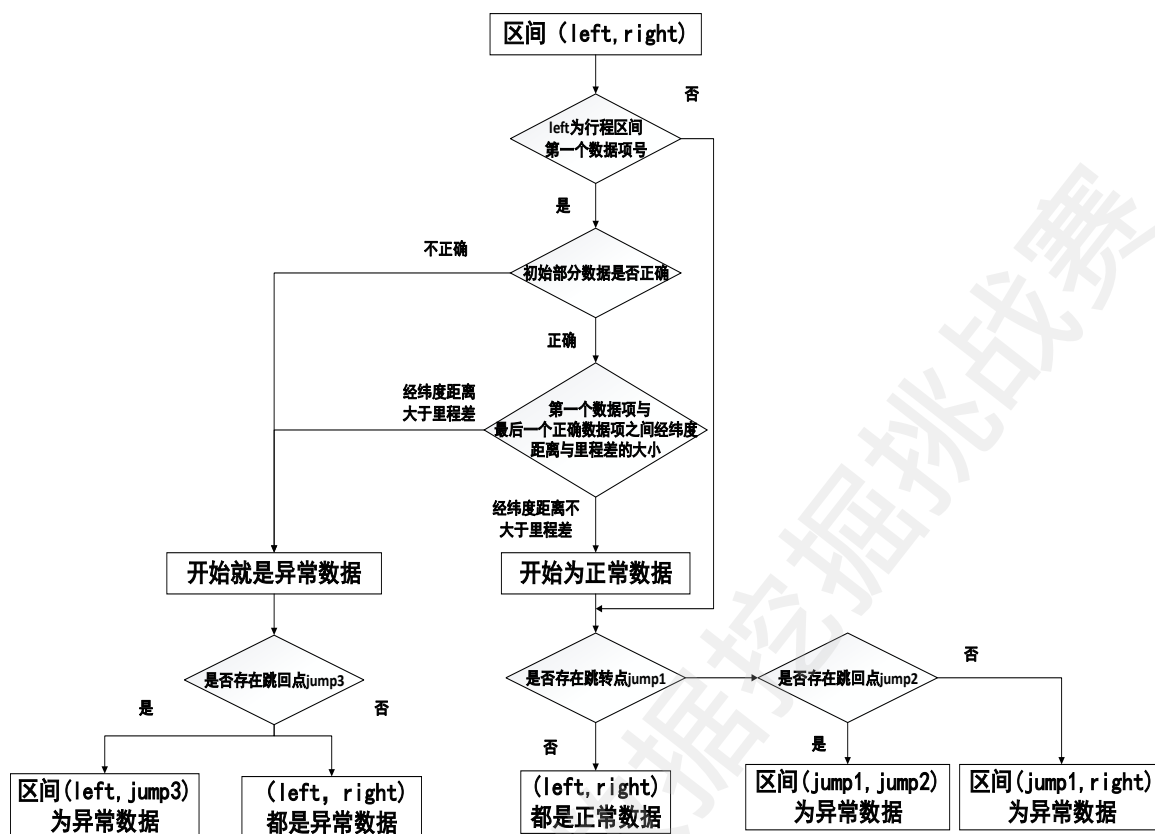 区间（left,right)
否
left为行程区间
第一个数据项号
是
不正确
初始部分数据是否正确
正确
经纬度距离
大于里程差
第一个数据项与
最后一个正确数据项之间经纬度
距离与里程差的大小
经纬度距离不
大于里程差
开始就是异常数据
开始为正常数据
是否存在跳回点jump3
是否存在跳转点jump1
是否存在跳回点jump2
否
是
否
否
是
区间(left,jump3)
为异常数据
(left, right)
都是异常数据
(left,right)
都是正常数据
区间(jump1,jump2)
为异常数据
区间(jump1,right)
为异常数据
据挖掘挑战赛